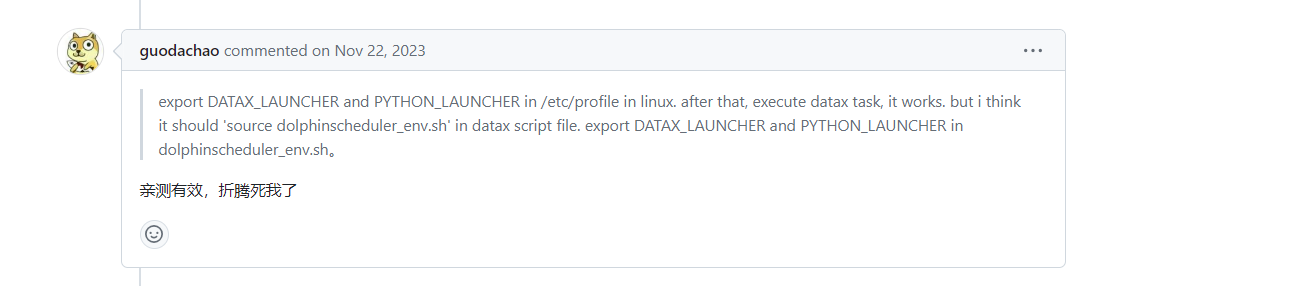 guodachao commented on Nov 22, 2023
export DATAX_LAUNCHER and PYTHON_LAUNCHER in /etc/profile in linux. after that, execute datax task, it works. but i think
it should 'source dolphinscheduler_env.sh' in datax script file. export DATAX_LAUNCHER and PYTHON_LAUNCHER in
dolphinscheduler_env.sh。
亲测有效，折腾死我了